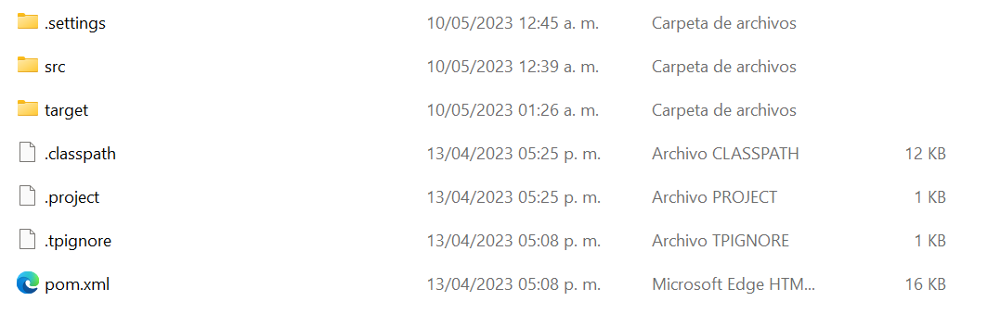 .settings 10/05/2023 12:45 a. m. Carpeta de archivos
src 10/05/2023 12:39 a. m. Carpeta de archivos
target 10/05/2023 01:26 a. m. Carpeta de archivos
.classpath 13/04/2023 05:25 p. m. Archivo CLASSPATH 12 KB
.project 13/04/2023 05:25 p. m. Archivo PROJECT 1 KB
.tpignore 13/04/2023 05:08 p. m. Archivo TPIGNORE 1 KB
pom.xml 13/04/2023 05:08 p. m. Microsoft Edge HTM... 16 KB